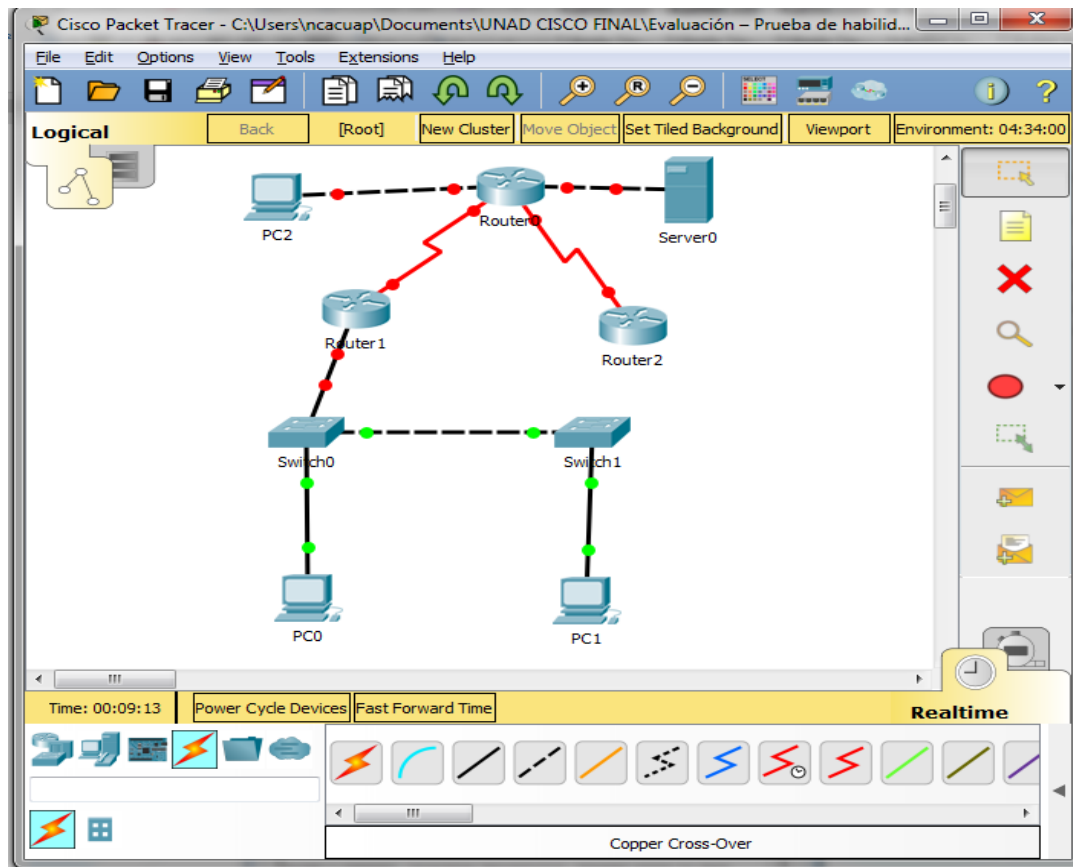 Cisco Packet Tracer - C:\Users\ncacuap\Documents\UNAD CISCO FINAL\Evaluación – Prueba de habilid...
File Edit Options View Tools Extensions Help
Logical Back [Root] New Cluster Move Object Set Tiled Background Viewport Environment: 04:34:00
Router0
PC2
Server0
Router1
Router2
Switch0 Switch1
PC0 PC1
Time: 00:09:13 Power Cycle Devices Fast Forward Time Realtime
Copper Cross-Over